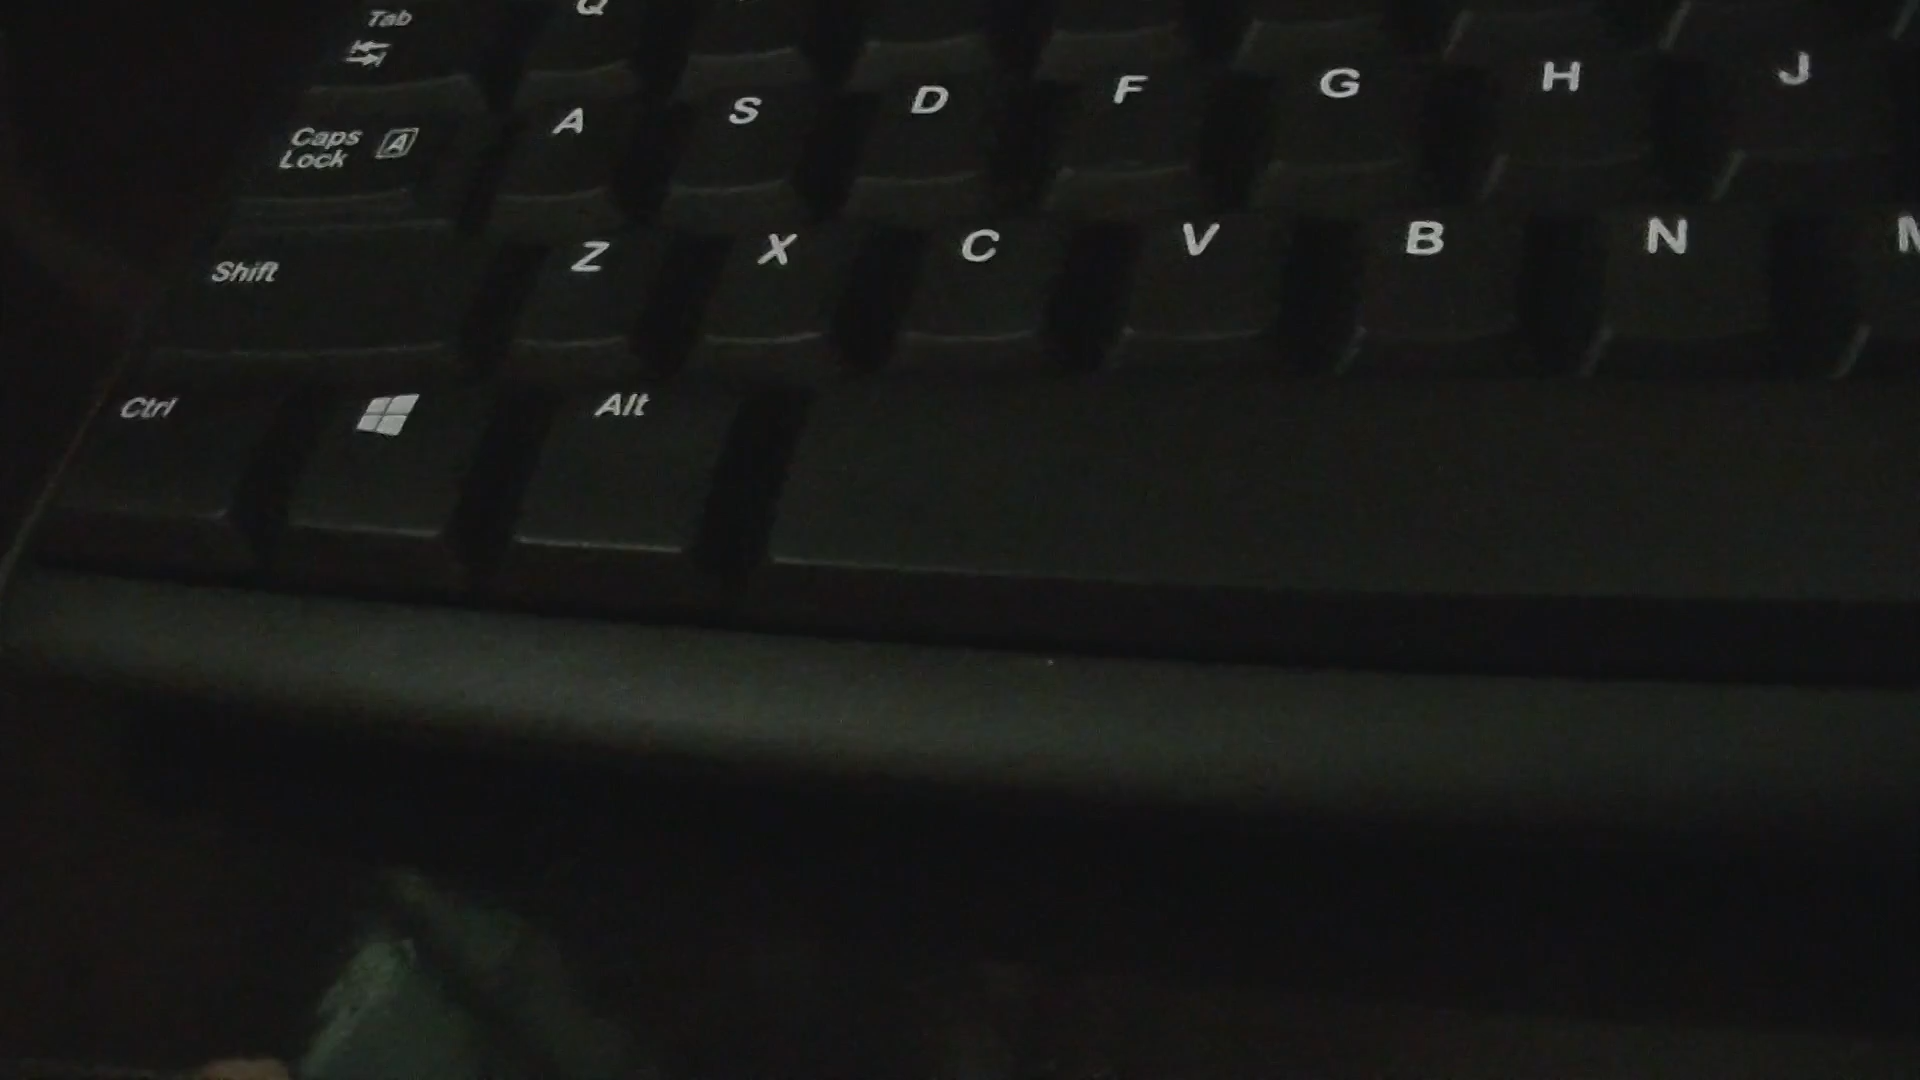 Tab Q
Caps Lock A A S D F G H J
Shift Z X C V B N M
Ctrl Alt